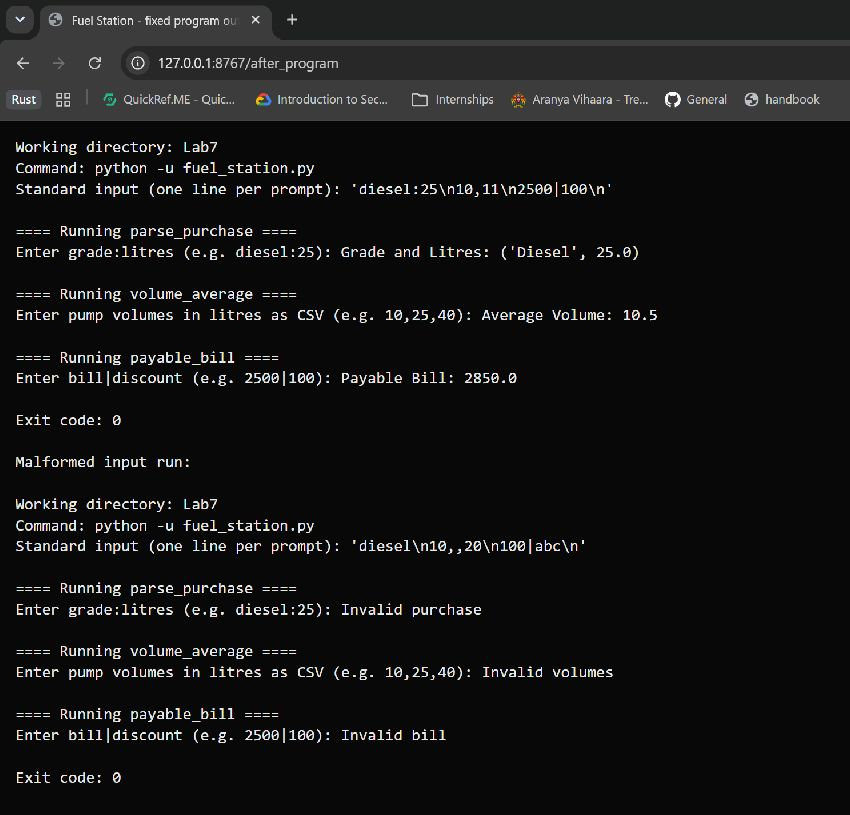 Fuel Station - fixed program ou
127.0.0.1:8767/after_program
Rust
QuickRef.ME - Quic...
Introduction to Sec...
Internships
Aranya Vihaara - Tre...
General
handbook
Working directory: Lab7
Command: python -u fuel_station.py
Standard input (one line per prompt): 'diesel:25\n10,11\n2500|100\n'
==== Running parse_purchase ====
Enter grade:litres (e.g. diesel:25): Grade and Litres: ('Diesel', 25.0)
==== Running volume_average ====
Enter pump volumes in litres as CSV (e.g. 10,25,40): Average Volume: 10.5
==== Running payable_bill ====
Enter bill|discount (e.g. 2500|100): Payable Bill: 2850.0
Exit code: 0
Malformed input run:
Working directory: Lab7
Command: python -u fuel_station.py
Standard input (one line per prompt): 'diesel\n10,,20\n100|abc\n'
==== Running parse_purchase ====
Enter grade:litres (e.g. diesel:25): Invalid purchase
==== Running volume_average ====
Enter pump volumes in litres as CSV (e.g. 10,25,40): Invalid volumes
==== Running payable_bill ====
Enter bill|discount (e.g. 2500|100): Invalid bill
Exit code: 0